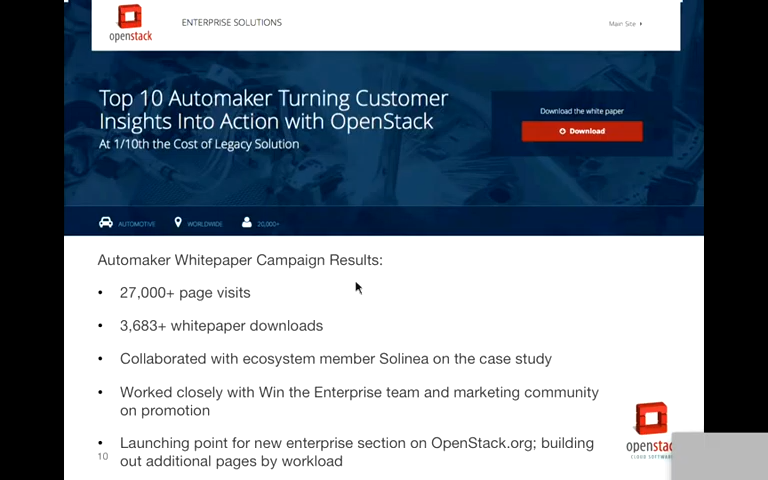 openstack
ENTERPRISE SOLUTIONS
Main Site
Top 10 Automaker Turning Customer
Insights Into Action with OpenStack
At 1/10th the Cost of Legacy Solution
Download the white paper
Download
AUTOMOTIVE
WORLDWIDE
20,000+
Automaker Whitepaper Campaign Results:
• 27,000+ page visits
• 3,683+ whitepaper downloads
• Collaborated with ecosystem member Solinea on the case study
• Worked closely with Win the Enterprise team and marketing community
on promotion
• Launching point for new enterprise section on OpenStack.org; building
out additional pages by workload
10
openstac
CLOUD SOFTWA